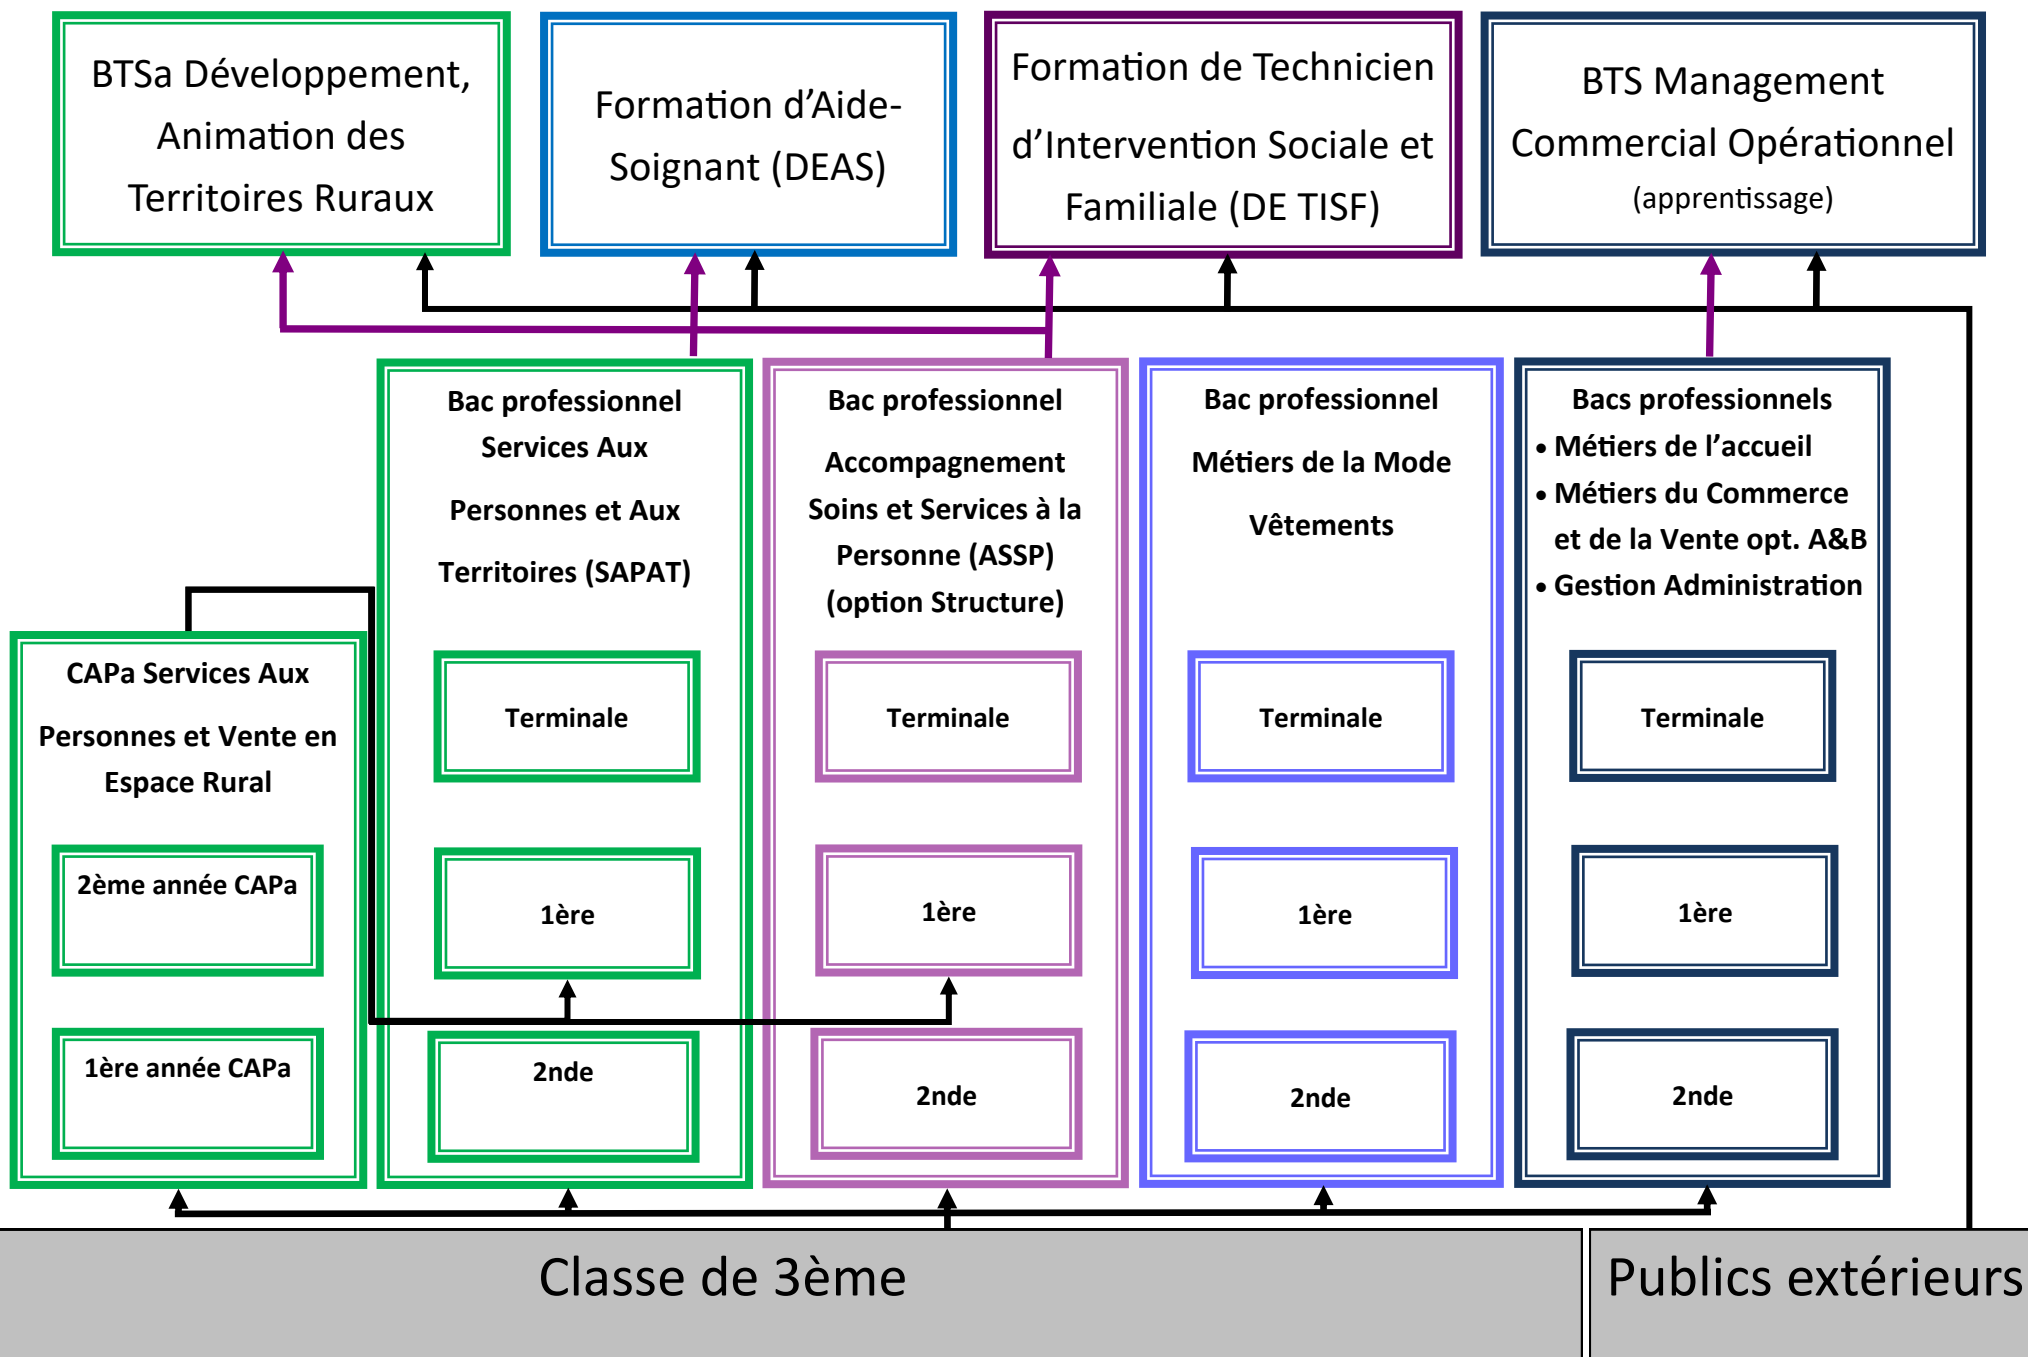 BTSa Développement,
Animation des
Territoires Ruraux
Formation d’Aide-
Soignant (DEAS)
Formation de Technicien
d’Intervention Sociale et
Familiale (DE TISF)
BTS Management
Commercial Opérationnel
(apprentissage)
CAPa Services Aux
Personnes et Vente en
Espace Rural
2ème année CAPa
1ère année CAPa
Bac professionnel
Services Aux
Personnes et Aux
Territoires (SAPAT)
Terminale
1ère
2nde
Bac professionnel
Accompagnement
Soins et Services à la
Personne (ASSP)
(option Structure)
Terminale
1ère
2nde
Bac professionnel
Métiers de la Mode
Vêtements
Terminale
1ère
2nde
Bacs professionnels
• Métiers de l’accueil
• Métiers du Commerce
et de la Vente opt. A&B
• Gestion Administration
Terminale
1ère
2nde
Classe de 3ème
Publics extérieurs